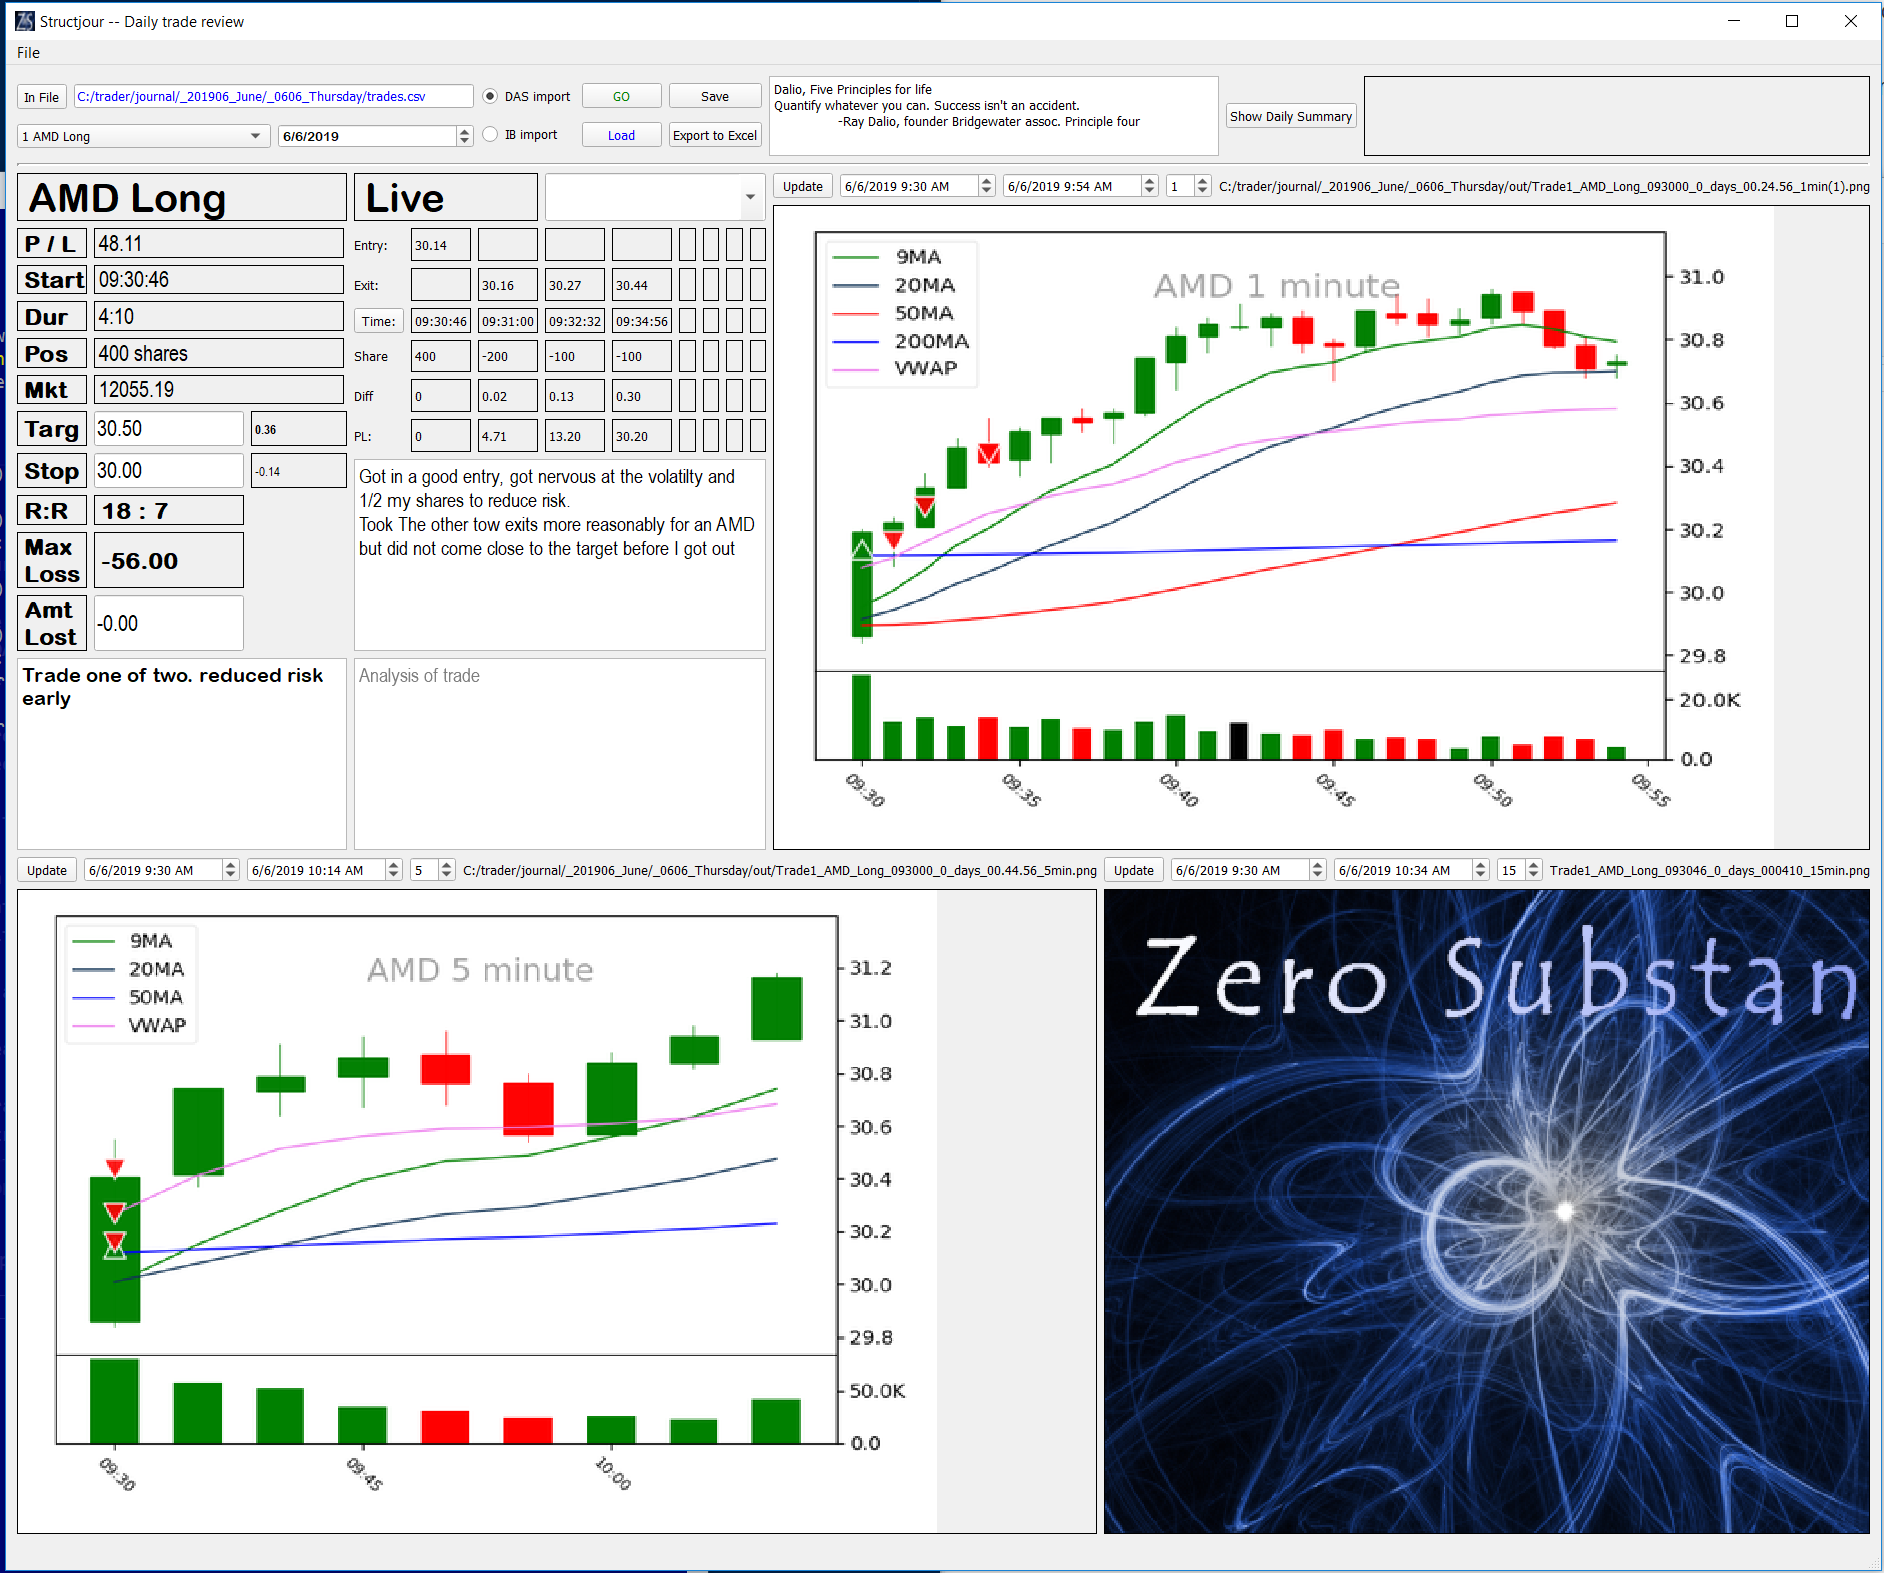 Structjour -- Daily trade review
File
In File
C:/trader/journal/_201906_June/_0606_Thursday/trades.csv
DAS import
GO
Save
1 AMD Long
6/6/2019
IB import
Load
Export to Excel
Dalio, Five Principles for life
Quantify whatever you can. Success isn't an accident.
-Ray Dalio, founder Bridgewater assoc. Principle four
Show Daily Summary
AMD Long
Live
P / L 48.11
Start 09:30:46
Dur 4:10
Pos 400 shares
Mkt 12055.19
Targ 30.50 0.36
Stop 30.00 -0.14
R:R 18 : 7
Max
Loss
-56.00
Amt
Lost
-0.00
Entry: 30.14
Exit: 30.16 30.27 30.44
Time: 09:30:46 09:31:00 09:32:32 09:34:56
Share 400 -200 -100 -100
Diff 0 0.02 0.13 0.30
PL: 0 4.71 13.20 30.20
Got in a good entry, got nervous at the volatilty and
1/2 my shares to reduce risk.
Took The other tow exits more reasonably for an AMD
but did not come close to the target before I got out
Trade one of two. reduced risk
early
Analysis of trade
Update
6/6/2019 9:30 AM
6/6/2019 9:54 AM
1
C:/trader/journal/_201906_June/_0606_Thursday/out/Trade1_AMD_Long_093000_0_days_00.24.56_1min(1).png
9MA
20MA
50MA
200MA
VWAP
AMD 1 minute
31.0
30.8
30.6
30.4
30.2
30.0
29.8
20.0K
0.0
09:30 09:35 09:40 09:45 09:50 09:55
Update
6/6/2019 9:30 AM
6/6/2019 10:14 AM
5
C:/trader/journal/_201906_June/_0606_Thursday/out/Trade1_AMD_Long_093000_0_days_00.44.56_5min.png
9MA
20MA
50MA
VWAP
AMD 5 minute
31.2
31.0
30.8
30.6
30.4
30.2
30.0
29.8
50.0K
0.0
09:30 09:45 10:00
Update
6/6/2019 9:30 AM
6/6/2019 10:34 AM
15
Trade1_AMD_Long_093046_0_days_000410_15min.png
Zero Substan